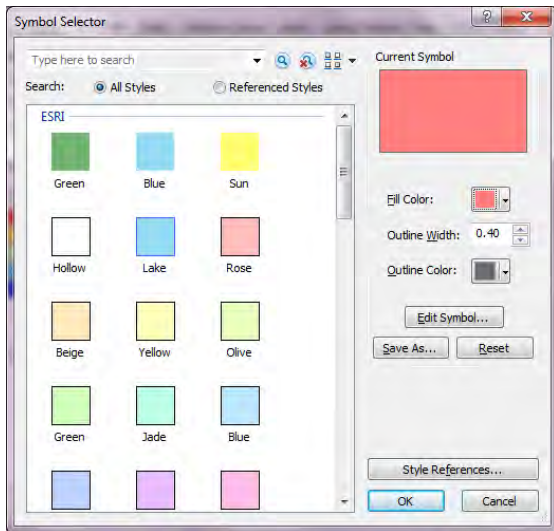 Symbol Selector
Type here to search
Search: All Styles Referenced Styles
ESRI
Green Blue Sun
Hollow Lake Rose
Beige Yellow Olive
Green Jade Blue
Current Symbol
Fill Color:
Outline Width: 0.40
Outline Color:
Edit Symbol...
Save As... Reset
Style References...
OK Cancel